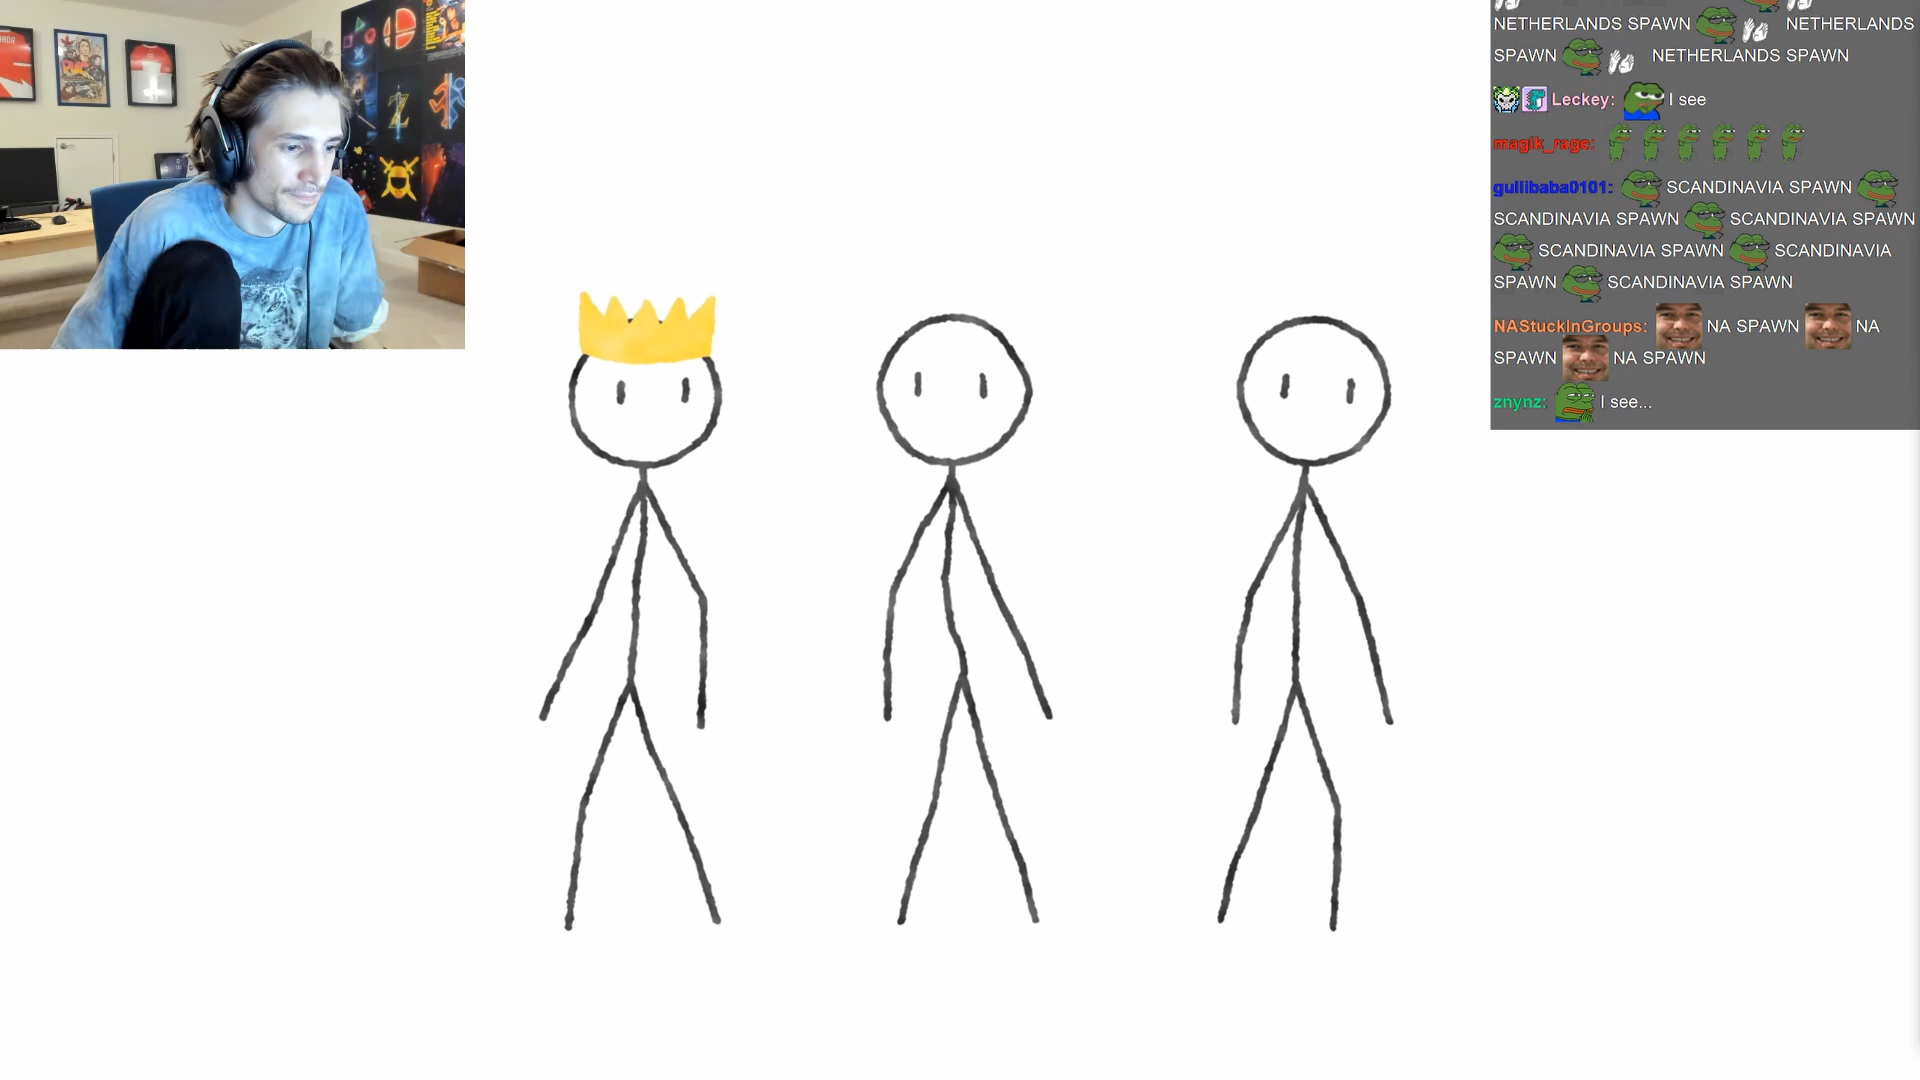 NETHERLANDS SPAWN NETHERLANDS
SPAWN NETHERLANDS SPAWN
Leckey: I see
magik_rage:
gullibaba0101: SCANDINAVIA SPAWN
SCANDINAVIA SPAWN SCANDINAVIA SPAWN
SCANDINAVIA SPAWN SCANDINAVIA
SPAWN SCANDINAVIA SPAWN
NAStuckInGroups: NA SPAWN NA
SPAWN NA SPAWN
znynz: I see...